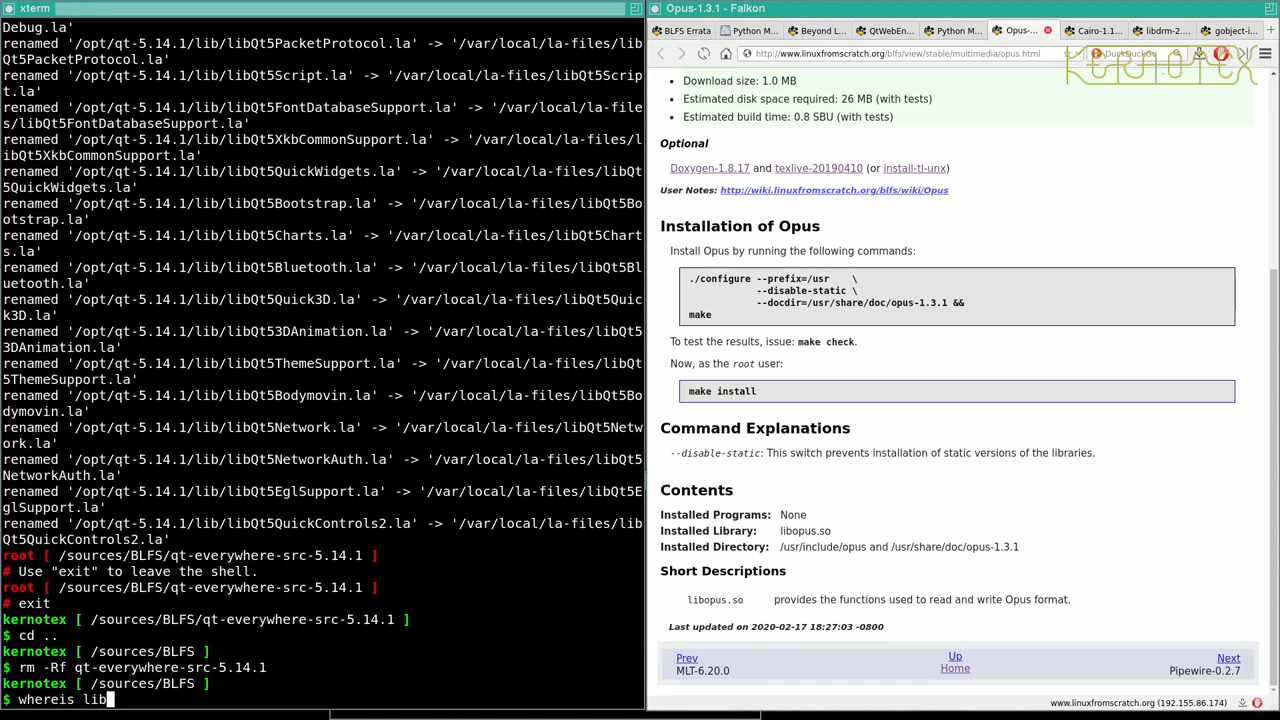 xterm
Debug.la'
renamed '/opt/qt-5.14.1/lib/libQt5PacketProtocol.la' -> '/var/local/la-files/lib
Qt5PacketProtocol.la'
renamed '/opt/qt-5.14.1/lib/libQt5Script.la' -> '/var/local/la-files/libQt5Scrip
t.la'
renamed '/opt/qt-5.14.1/lib/libQt5FontDatabaseSupport.la' -> '/var/local/la-file
s/libQt5FontDatabaseSupport.la'
renamed '/opt/qt-5.14.1/lib/libQt5XkbCommonSupport.la' -> '/var/local/la-files/l
ibQt5XkbCommonSupport.la'
renamed '/opt/qt-5.14.1/lib/libQt5QuickWidgets.la' -> '/var/local/la-files/libQt
5QuickWidgets.la'
renamed '/opt/qt-5.14.1/lib/libQt5Bootstrap.la' -> '/var/local/la-files/libQt5Bo
otstrap.la'
renamed '/opt/qt-5.14.1/lib/libQt5Charts.la' -> '/var/local/la-files/libQt5Chart
s.la'
renamed '/opt/qt-5.14.1/lib/libQt5Bluetooth.la' -> '/var/local/la-files/libQt5Bl
uetooth.la'
renamed '/opt/qt-5.14.1/lib/libQt5Quick3D.la' -> '/var/local/la-files/libQt5Quic
k3D.la'
renamed '/opt/qt-5.14.1/lib/libQt53DAnimation.la' -> '/var/local/la-files/libQt5
3DAnimation.la'
renamed '/opt/qt-5.14.1/lib/libQt5ThemeSupport.la' -> '/var/local/la-files/libQt
5ThemeSupport.la'
renamed '/opt/qt-5.14.1/lib/libQt5Bodymovin.la' -> '/var/local/la-files/libQt5Bo
dymovin.la'
renamed '/opt/qt-5.14.1/lib/libQt5Network.la' -> '/var/local/la-files/libQt5Netw
ork.la'
renamed '/opt/qt-5.14.1/lib/libQt5NetworkAuth.la' -> '/var/local/la-files/libQt5
NetworkAuth.la'
renamed '/opt/qt-5.14.1/lib/libQt5EglSupport.la' -> '/var/local/la-files/libQt5E
glSupport.la'
renamed '/opt/qt-5.14.1/lib/libQt5QuickControls2.la' -> '/var/local/la-files/lib
Qt5QuickControls2.la'
root [ /sources/BLFS/qt-everywhere-src-5.14.1 ]
# Use "exit" to leave the shell.
root [ /sources/BLFS/qt-everywhere-src-5.14.1 ]
# exit
kernotex [ /sources/BLFS/qt-everywhere-src-5.14.1 ]
$ cd ..
kernotex [ /sources/BLFS ]
$ rm -Rf qt-everywhere-src-5.14.1
kernotex [ /sources/BLFS ]
$ whereis lib
Opus-1.3.1 - Falkon
BLFS Errata Python M... Beyond L... QtWebEn... Python M... Opus-... Cairo-1.1... libdrm-2.... gobject-i...
http://www.linuxfromscratch.org/blfs/view/stable/multimedia/opus.html DuckDuckGo
KERNOTEX
• Download size: 1.0 MB
• Estimated disk space required: 26 MB (with tests)
• Estimated build time: 0.8 SBU (with tests)
Optional
Doxygen-1.8.17 and texlive-20190410 (or install-tl-unx)
User Notes: http://wiki.linuxfromscratch.org/blfs/wiki/Opus
Installation of Opus
Install Opus by running the following commands:
./configure --prefix=/usr \
--disable-static \
--docdir=/usr/share/doc/opus-1.3.1 &&
make
To test the results, issue: make check.
Now, as the root user:
make install
Command Explanations
--disable-static: This switch prevents installation of static versions of the libraries.
Contents
Installed Programs: None
Installed Library: libopus.so
Installed Directory: /usr/include/opus and /usr/share/doc/opus-1.3.1
Short Descriptions
libopus.so provides the functions used to read and write Opus format.
Last updated on 2020-02-17 18:27:03 -0800
Prev Up Next
MLT-6.20.0 Home Pipewire-0.2.7
www.linuxfromscratch.org (192.155.86.174)